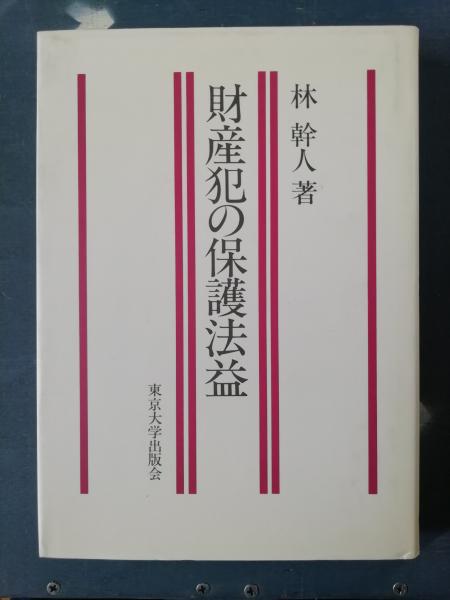 林 幹人 著
財産犯の保護法益
東京大学出版会